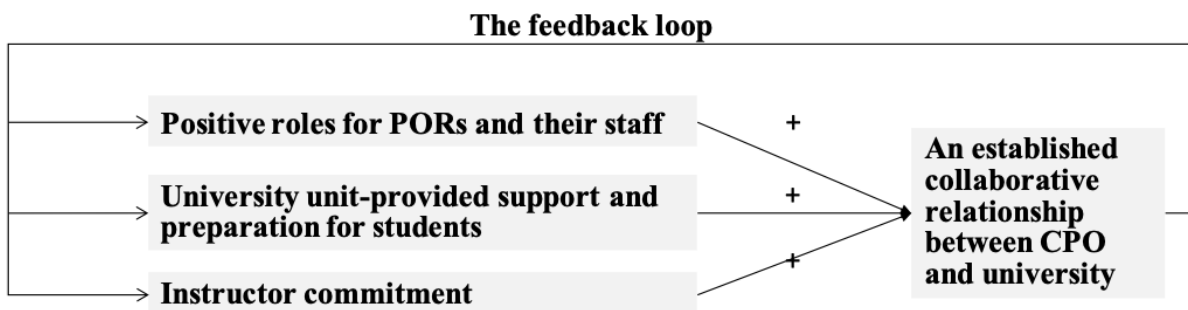 The feedback loop
Positive roles for PORs and their staff
+
University unit-provided support and
preparation for students
+
Instructor commitment
+
An established
collaborative
relationship
between CPO
and university